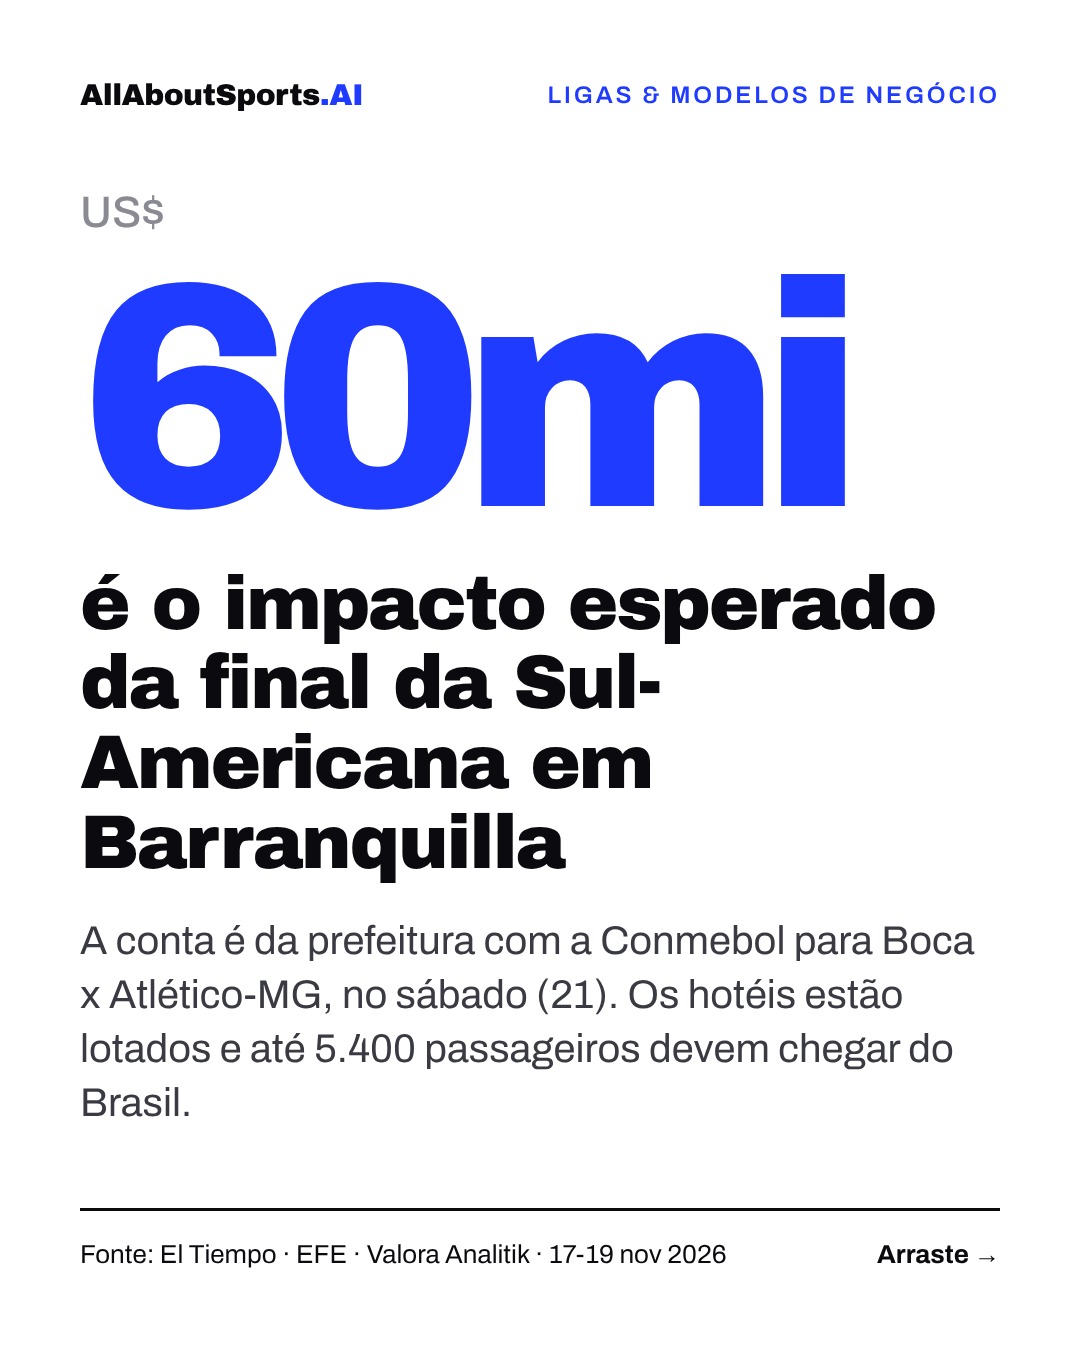 AllAboutSports.AI
LIGAS & MODELOS DE NEGÓCIO
US$
60mi
é o impacto esperado
da final da Sul-
Americana em
Barranquilla
A conta é da prefeitura com a Conmebol para Boca
x Atlético-MG, no sábado (21). Os hotéis estão
lotados e até 5.400 passageiros devem chegar do
Brasil.
Fonte: El Tiempo · EFE · Valora Analitik · 17-19 nov 2026
Arraste →